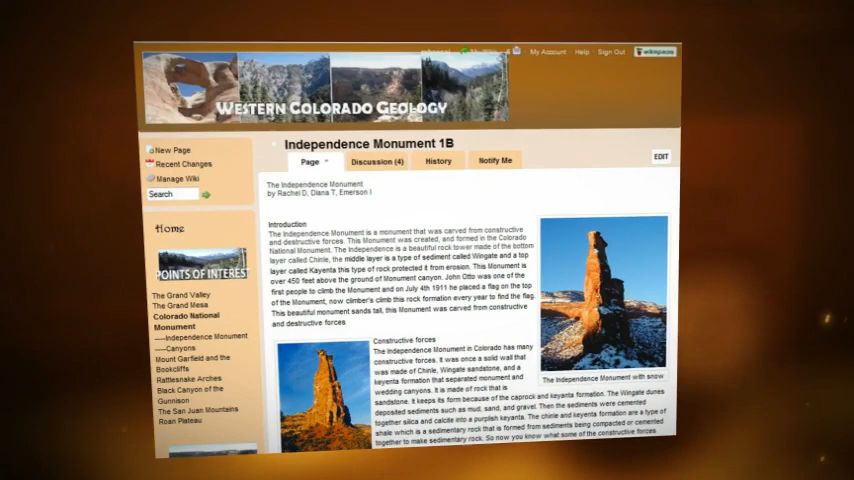 My Account Help Sign Out wikispaces
WESTERN COLORADO GEOLOGY
New Page
Recent Changes
Manage Wiki
Search
Home
POINTS OF INTEREST
The Grand Valley
The Grand Mesa
Colorado National
Monument
----Independence Monument
----Canyons
Mount Garfield and the
Bookcliffs
Rattlesnake Arches
Black Canyon of the
Gunnison
The San Juan Mountains
Roan Plateau
Independence Monument 1B
Page Discussion (4) History Notify Me
EDIT
The Independence Monument
by Rachel D, Diana T, Emerson I
Introduction
The Independence Monument is a monument that was carved from constructive
and destructive forces. This Monument was created, and formed in the Colorado
National Monument. The Independence is a beautiful rock tower made of the bottom
layer called Chinle, the middle layer is a type of sediment called Wingate and a top
layer called Kayenta this type of rock protected it from erosion. This Monument is
over 450 feet above the ground of Monument canyon. John Otto was one of the
first people to climb the Monument and on July 4th 1911 he placed a flag on the top
of the Monument, now climber's climb this rock formation every year to find the flag.
This beautiful monument sands tall, this Monument was carved from constructive
and destructive forces
The Independence Monument with snow
Constructive forces
The Independence Monument in Colorado has many
constructive forces. It was once a solid wall that
was made of Chinle, Wingate sandstone, and a
keyenta formation that separated monument and
wedding canyons. It is made of rock that is
sandstone. It keeps its form because of the caprock and keyanta formation. The Wingate dunes
deposited sediments such as mud, sand, and gravel. Then the sediments were cemented
together silica and calcite into a purplish keyanta. The chinle and keyenta formation are a type of
shale which is a sedimentary rock that is formed from sediments being compacted or cemented
together to make sedimentary rock. So now you know what some of the constructive forces